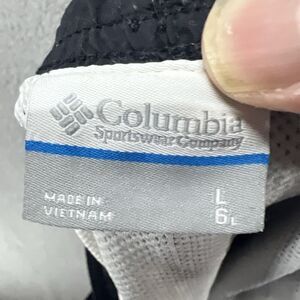 Columbia
Sportswear Company
MADE IN
VIETNAM
L
6L